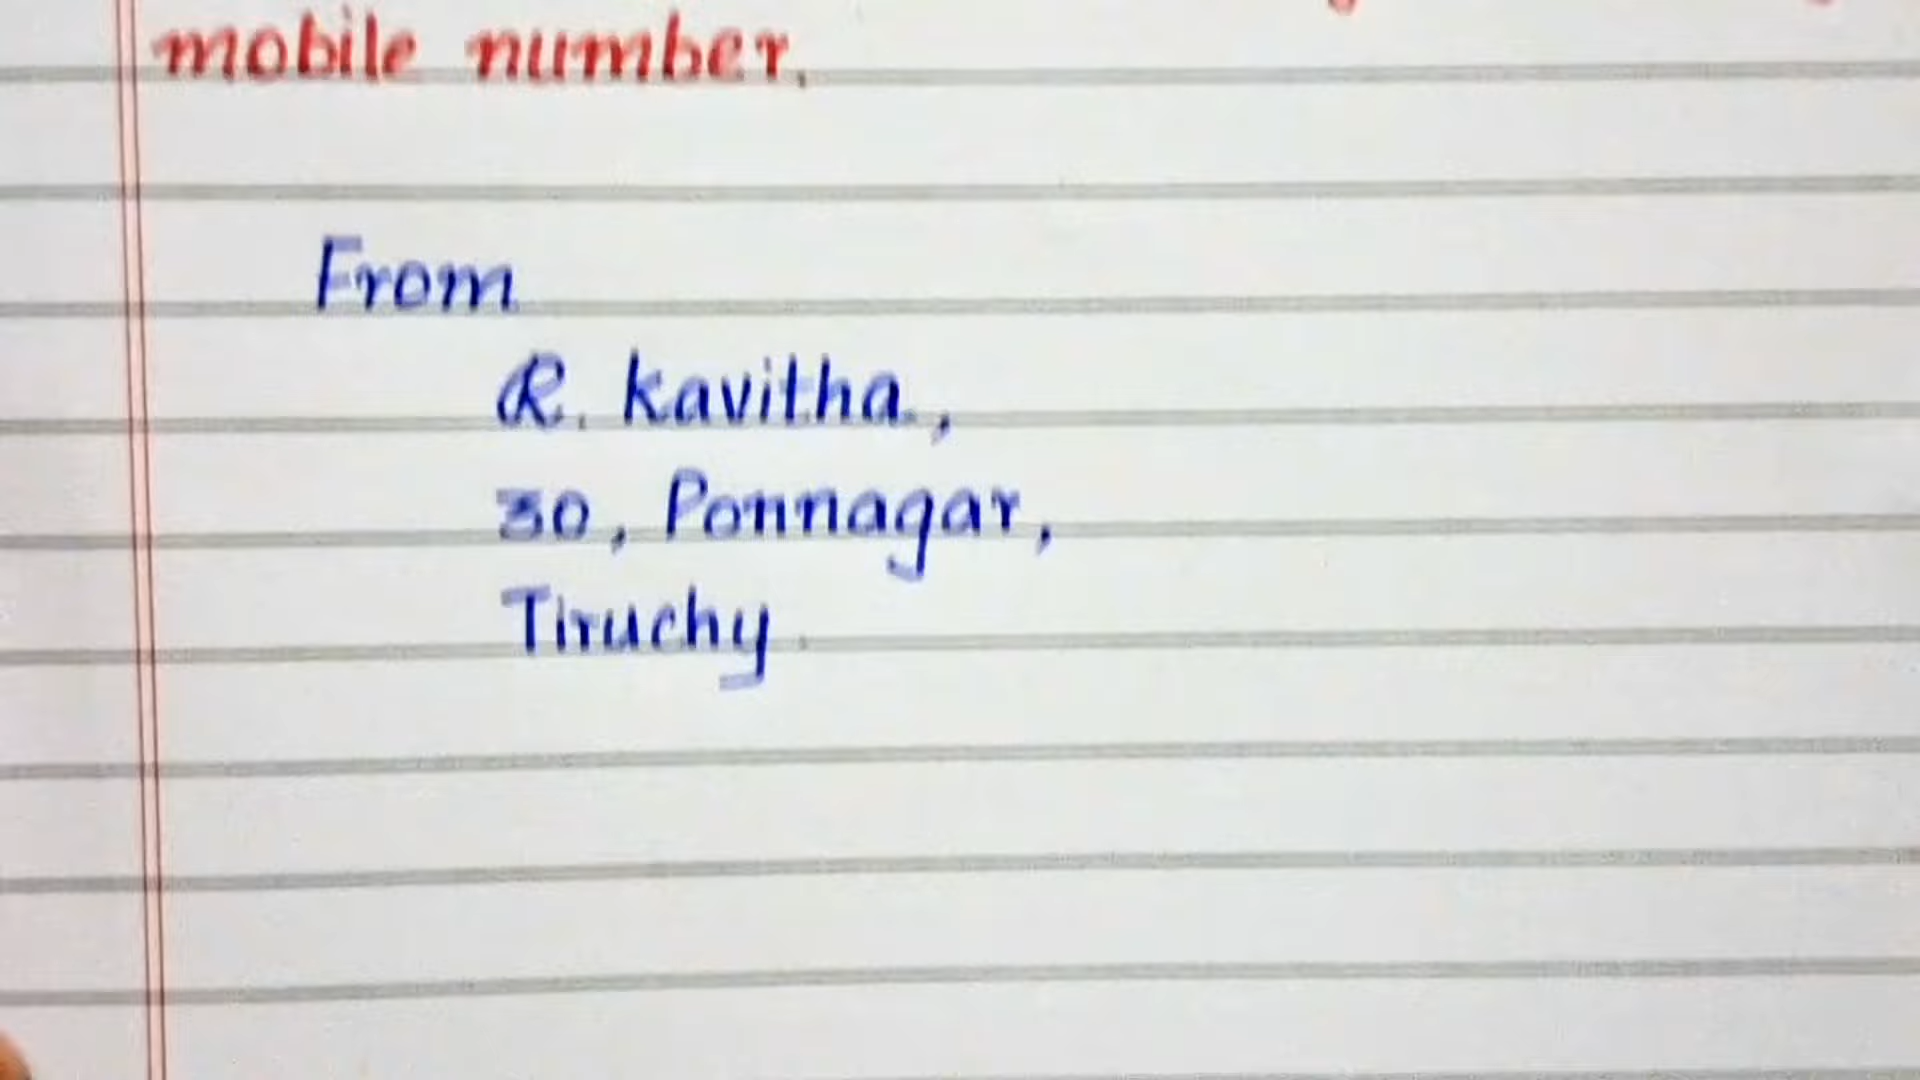 mobile number.
From
R. Kavitha,
30, Ponnagar,
Tiruchy.